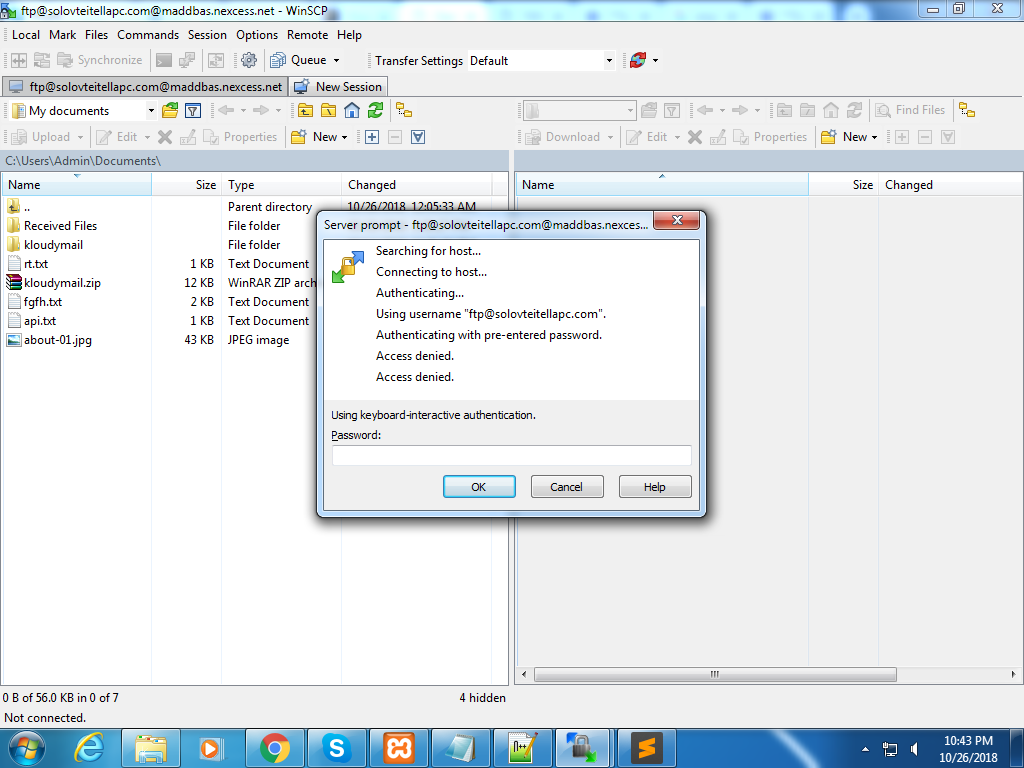 ftp@solovteitellapc.com@maddbas.nexcess.net - WinSCP
Local Mark Files Commands Session Options Remote Help
Synchronize Queue Transfer Settings Default
ftp@solovteitellapc.com@maddbas.nexcess.net New Session
My documents Find Files
Upload Edit Properties New Download Edit Properties New
C:\Users\Admin\Documents\
Name Size Type Changed Name Size Changed
.. Parent directory 10/26/2018 12:05:33 AM
Received Files File folder
kloudymail File folder
rt.txt 1 KB Text Document
kloudymail.zip 12 KB WinRAR ZIP arch
fgfh.txt 2 KB Text Document
api.txt 1 KB Text Document
about-01.jpg 43 KB JPEG image
Server prompt - ftp@solovteitellapc.com@maddbas.nexces...
Searching for host...
Connecting to host...
Authenticating...
Using username "ftp@solovteitellapc.com".
Authenticating with pre-entered password.
Access denied.
Access denied.
Using keyboard-interactive authentication.
Password:
OK Cancel Help
0 B of 56.0 KB in 0 of 7 4 hidden
Not connected.
10:43 PM
10/26/2018